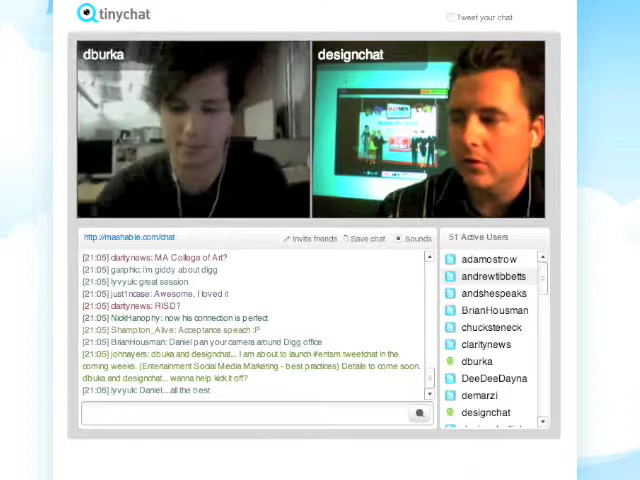 tinychat
Tweet your chat
dburka
designchat
http://mashable.com/chat
Invite friends
Save chat
Sounds
51 Active Users
[21:05] claritynews: MA College of Art?
[21:05] gariphic: i'm giddy about digg
[21:05] lyvyuk: great session
[21:05] just1ncase: Awesome, I loved it
[21:05] claritynews: RISD?
[21:05] NickHanophy: now his connection is perfect
[21:05] Shampton_Alive: Acceptance speach :P
[21:05] BrianHousman: Daniel pan your camera around Digg office
[21:05] johnayers: dbuka and designchat... I am about to launch #entsm tweetchat in the
coming weeks. (Entertainment Social Media Marketing - best practices) Details to come soon.
dbuka and designchat... wanna help kick it off?
[21:05] lyvyuk: Daniel....all the best
adamostrow
andrewtibbetts
andshespeaks
BrianHousman
chucksteneck
claritynews
dburka
DeeDeeDayna
demarzi
designchat